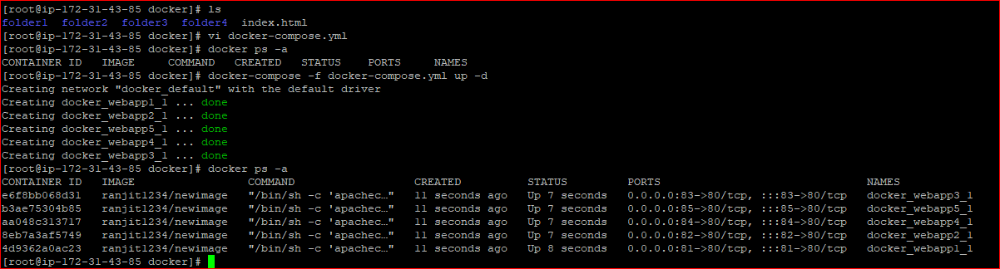 [root@ip-172-31-43-85 docker]# ls
folder1  folder2  folder3  folder4  index.html
[root@ip-172-31-43-85 docker]# vi docker-compose.yml
[root@ip-172-31-43-85 docker]# docker ps -a
CONTAINER ID   IMAGE     COMMAND   CREATED   STATUS    PORTS     NAMES
[root@ip-172-31-43-85 docker]# docker-compose -f docker-compose.yml up -d
Creating network "docker_default" with the default driver
Creating docker_webapp1_1 ... done
Creating docker_webapp2_1 ... done
Creating docker_webapp5_1 ... done
Creating docker_webapp4_1 ... done
Creating docker_webapp3_1 ... done
[root@ip-172-31-43-85 docker]# docker ps -a
CONTAINER ID   IMAGE                 COMMAND                  CREATED          STATUS         PORTS                               NAMES
e6f8bb068d31   ranjit1234/newimage   "/bin/sh -c 'apachec…"   11 seconds ago   Up 7 seconds   0.0.0.0:83->80/tcp, :::83->80/tcp   docker_webapp3_1
b3ae75304b85   ranjit1234/newimage   "/bin/sh -c 'apachec…"   11 seconds ago   Up 7 seconds   0.0.0.0:85->80/tcp, :::85->80/tcp   docker_webapp5_1
aa048c313717   ranjit1234/newimage   "/bin/sh -c 'apachec…"   11 seconds ago   Up 7 seconds   0.0.0.0:84->80/tcp, :::84->80/tcp   docker_webapp4_1
8eb7a3af5749   ranjit1234/newimage   "/bin/sh -c 'apachec…"   11 seconds ago   Up 7 seconds   0.0.0.0:82->80/tcp, :::82->80/tcp   docker_webapp2_1
4d9362a0ac23   ranjit1234/newimage   "/bin/sh -c 'apachec…"   11 seconds ago   Up 8 seconds   0.0.0.0:81->80/tcp, :::81->80/tcp   docker_webapp1_1
[root@ip-172-31-43-85 docker]#